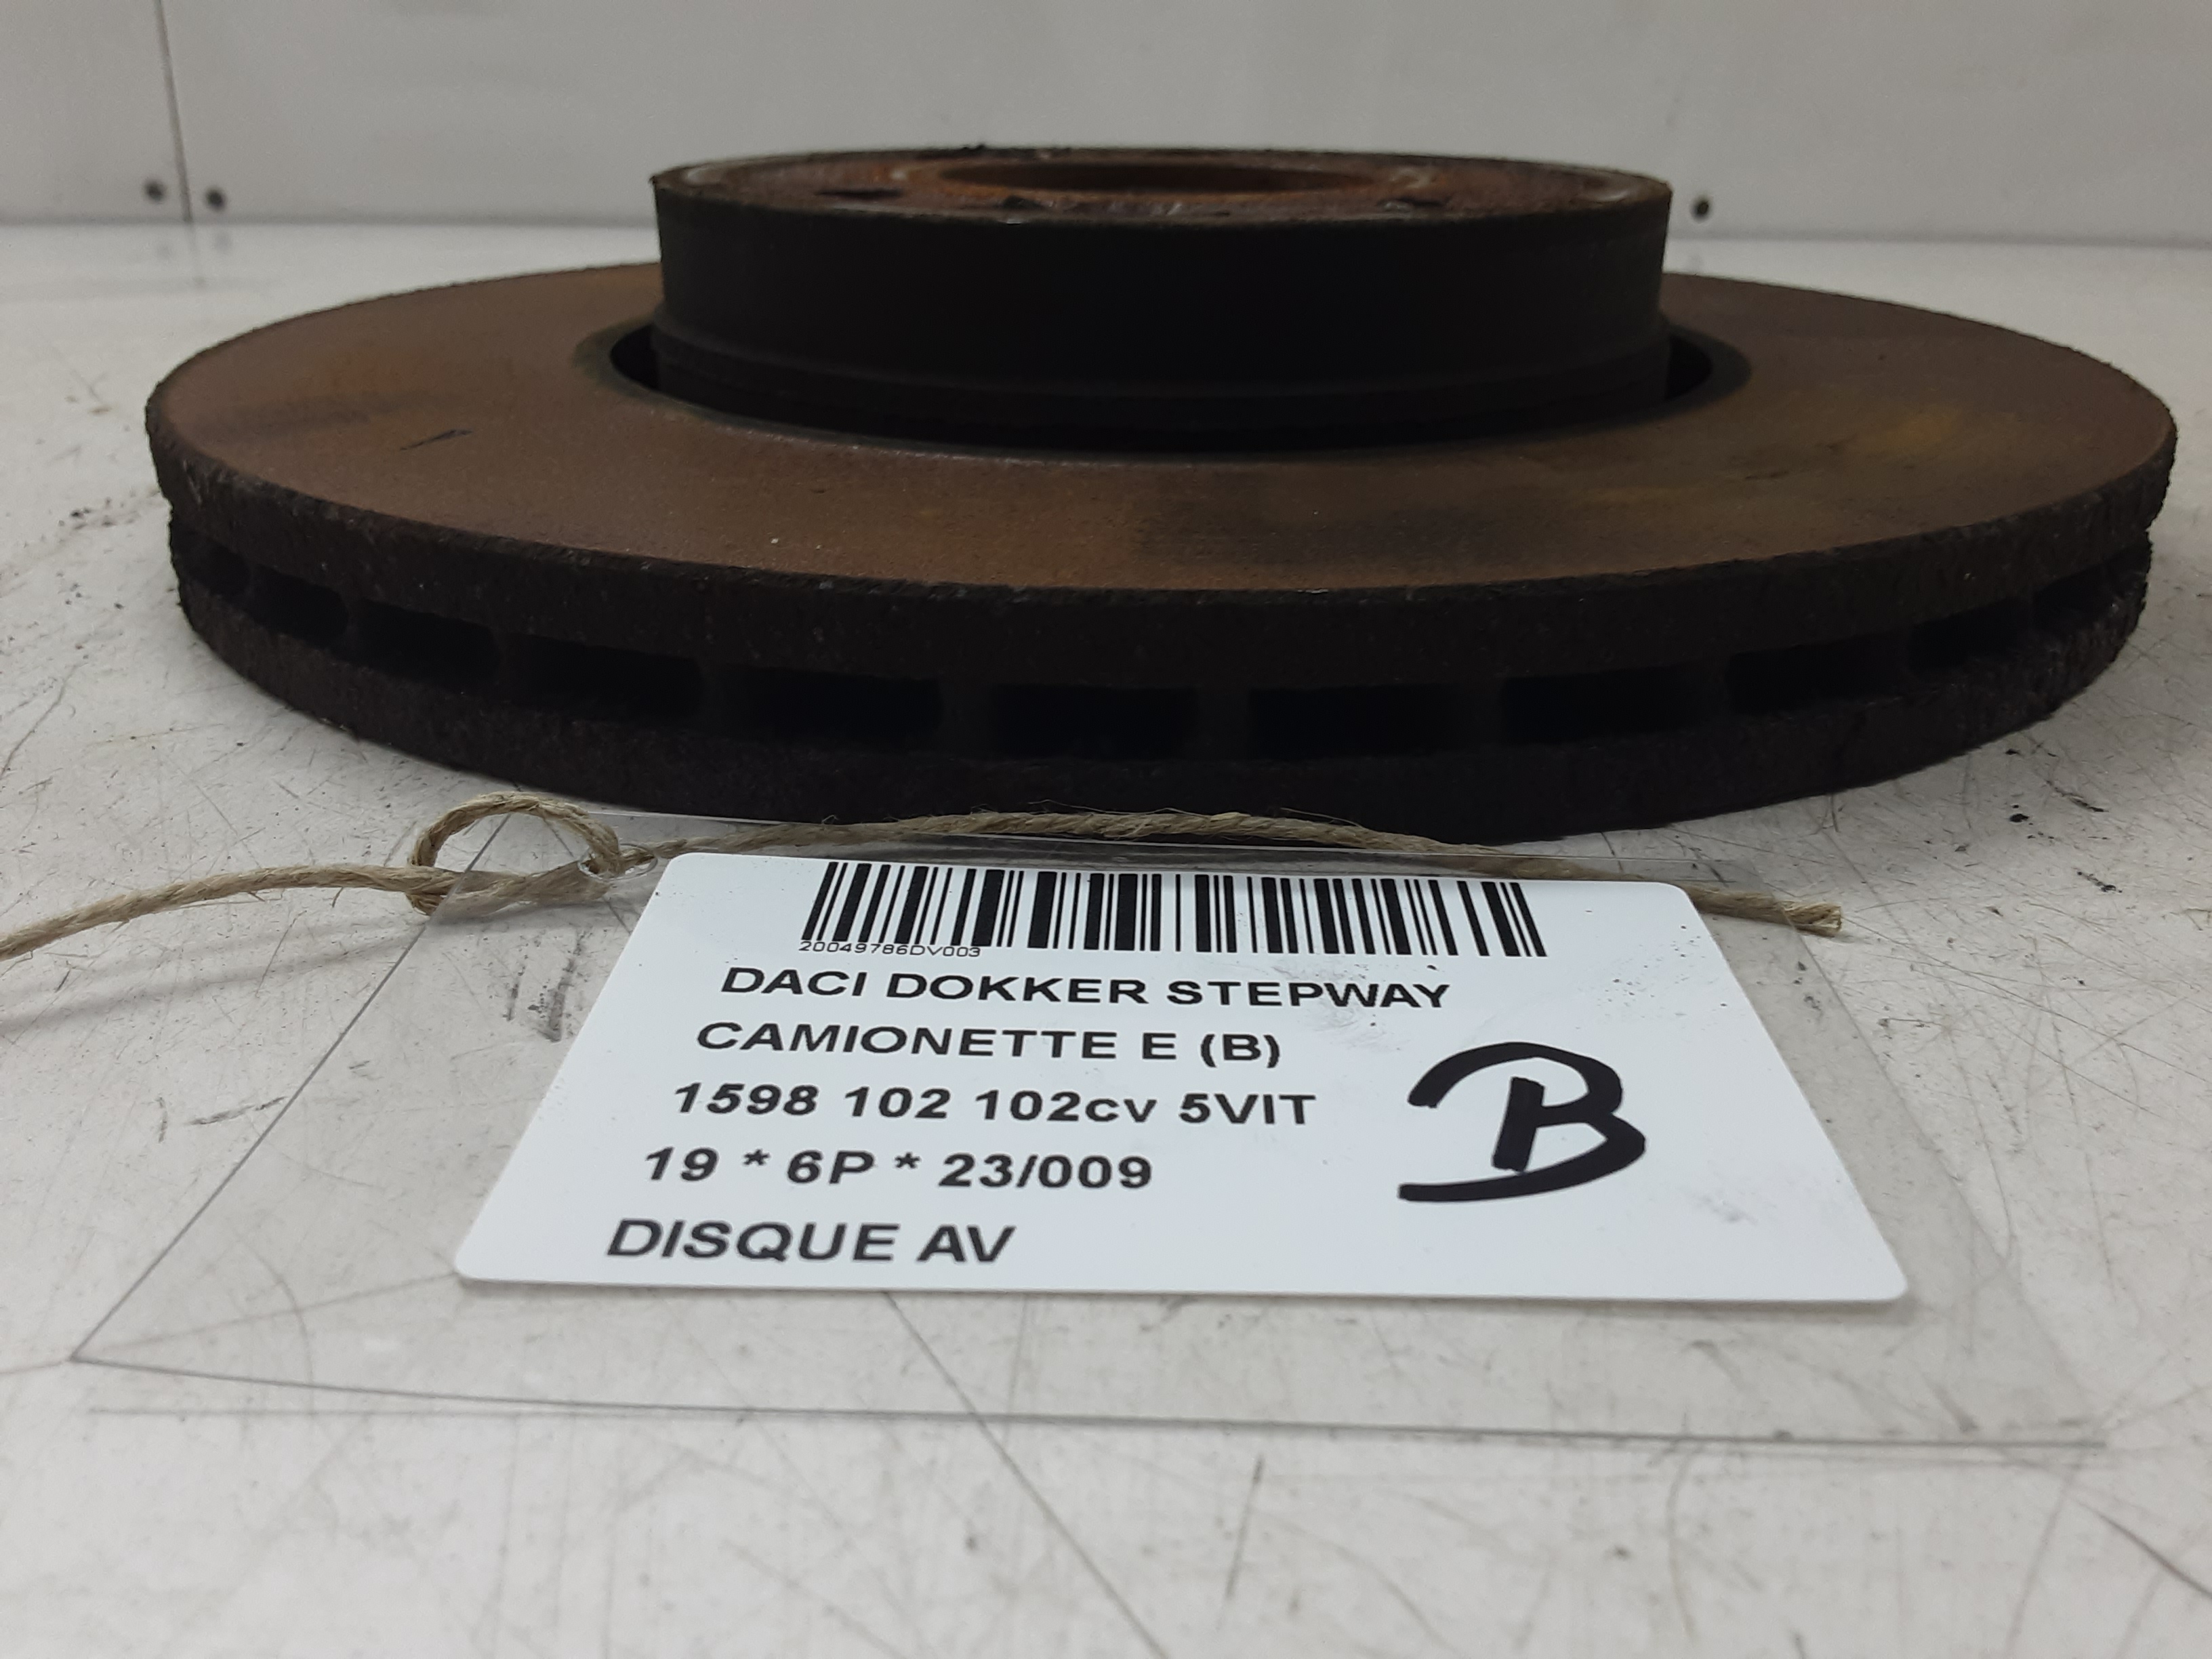 20049786DV003
DACI DOKKER STEPWAY
CAMIONETTE E (B)
1598 102 102cv 5VIT
19 * 6P * 23/009
DISQUE AV
B